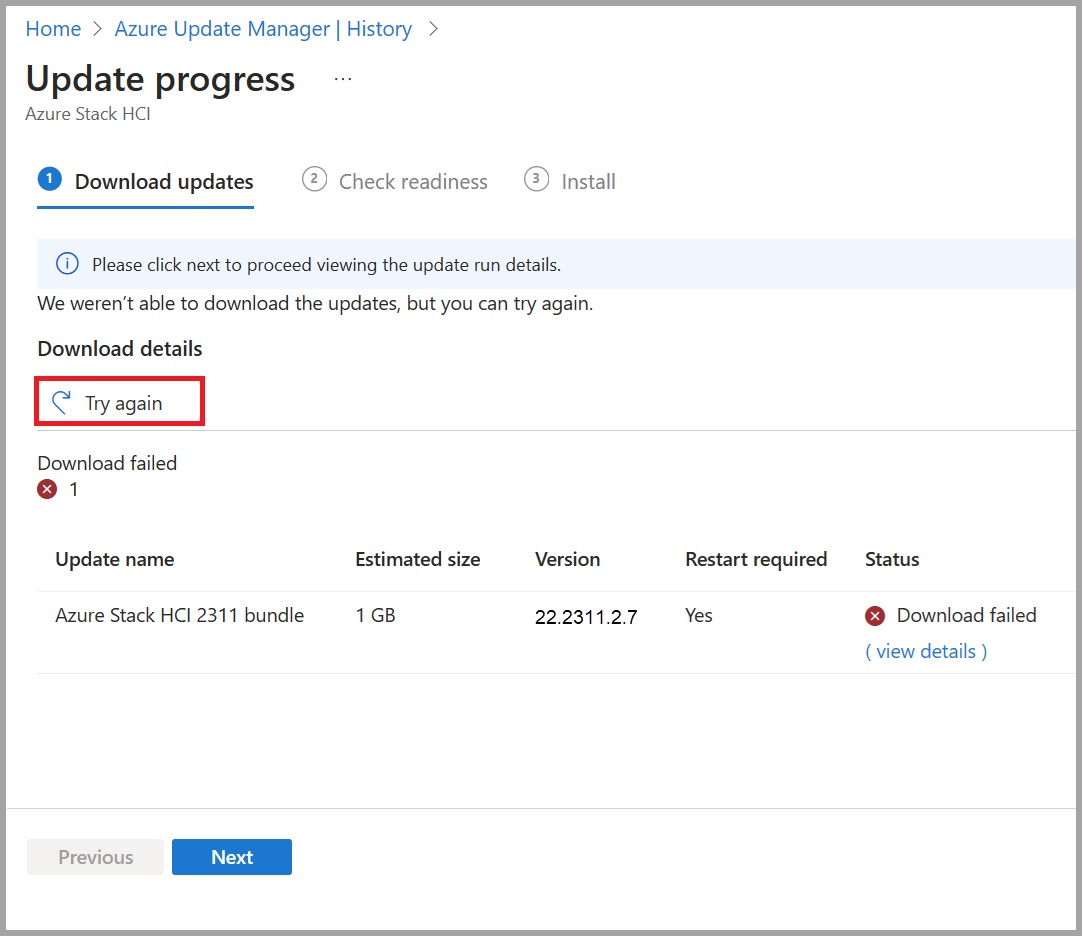 Home > Azure Update Manager | History >
Update progress ...
Azure Stack HCI
1 Download updates 2 Check readiness 3 Install
Please click next to proceed viewing the update run details.
We weren't able to download the updates, but you can try again.
Download details
Try again
Download failed
1
Update name Estimated size Version Restart required Status
Azure Stack HCI 2311 bundle 1 GB 22.2311.2.7 Yes Download failed
( view details )
Previous Next